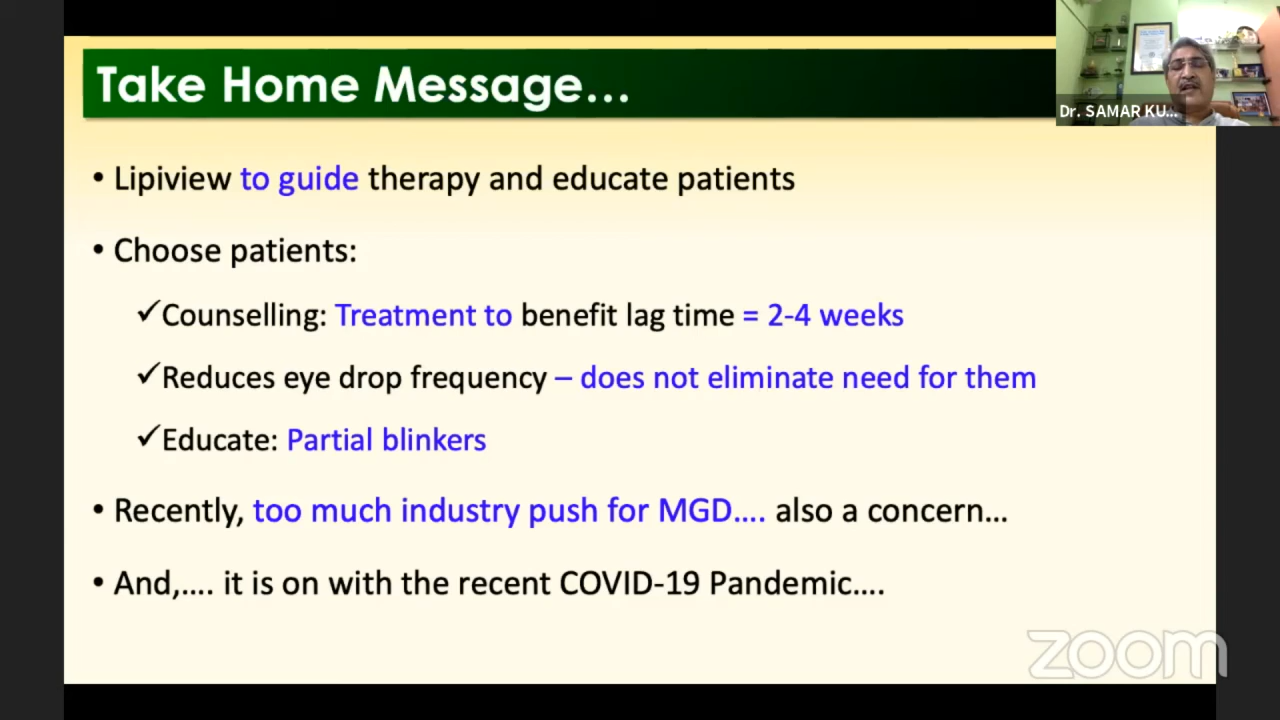 Take Home Message...
Dr. SAMAR KU...
• Lipiview to guide therapy and educate patients
• Choose patients:
✓Counselling: Treatment to benefit lag time = 2-4 weeks
✓Reduces eye drop frequency – does not eliminate need for them
✓Educate: Partial blinkers
• Recently, too much industry push for MGD.... also a concern...
• And,.... it is on with the recent COVID-19 Pandemic....
zoom